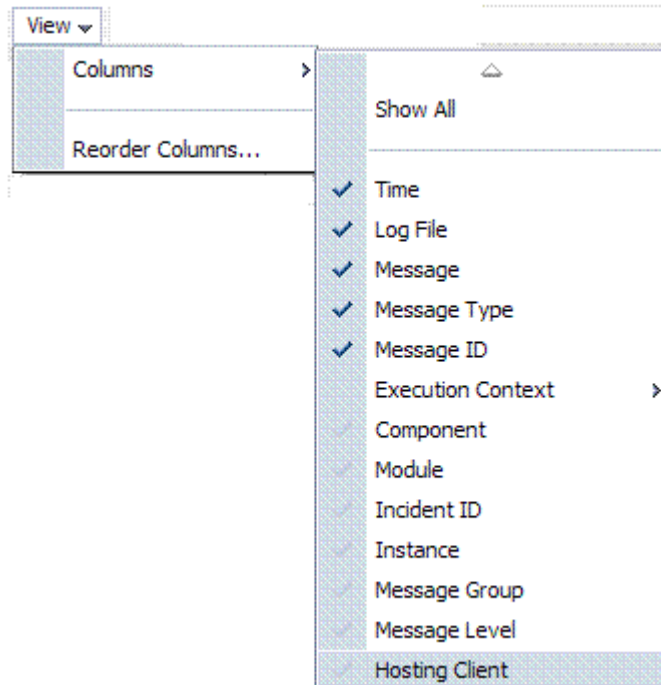 View
Columns
Reorder Columns...
Show All
Time
Log File
Message
Message Type
Message ID
Execution Context
Component
Module
Incident ID
Instance
Message Group
Message Level
Hosting Client